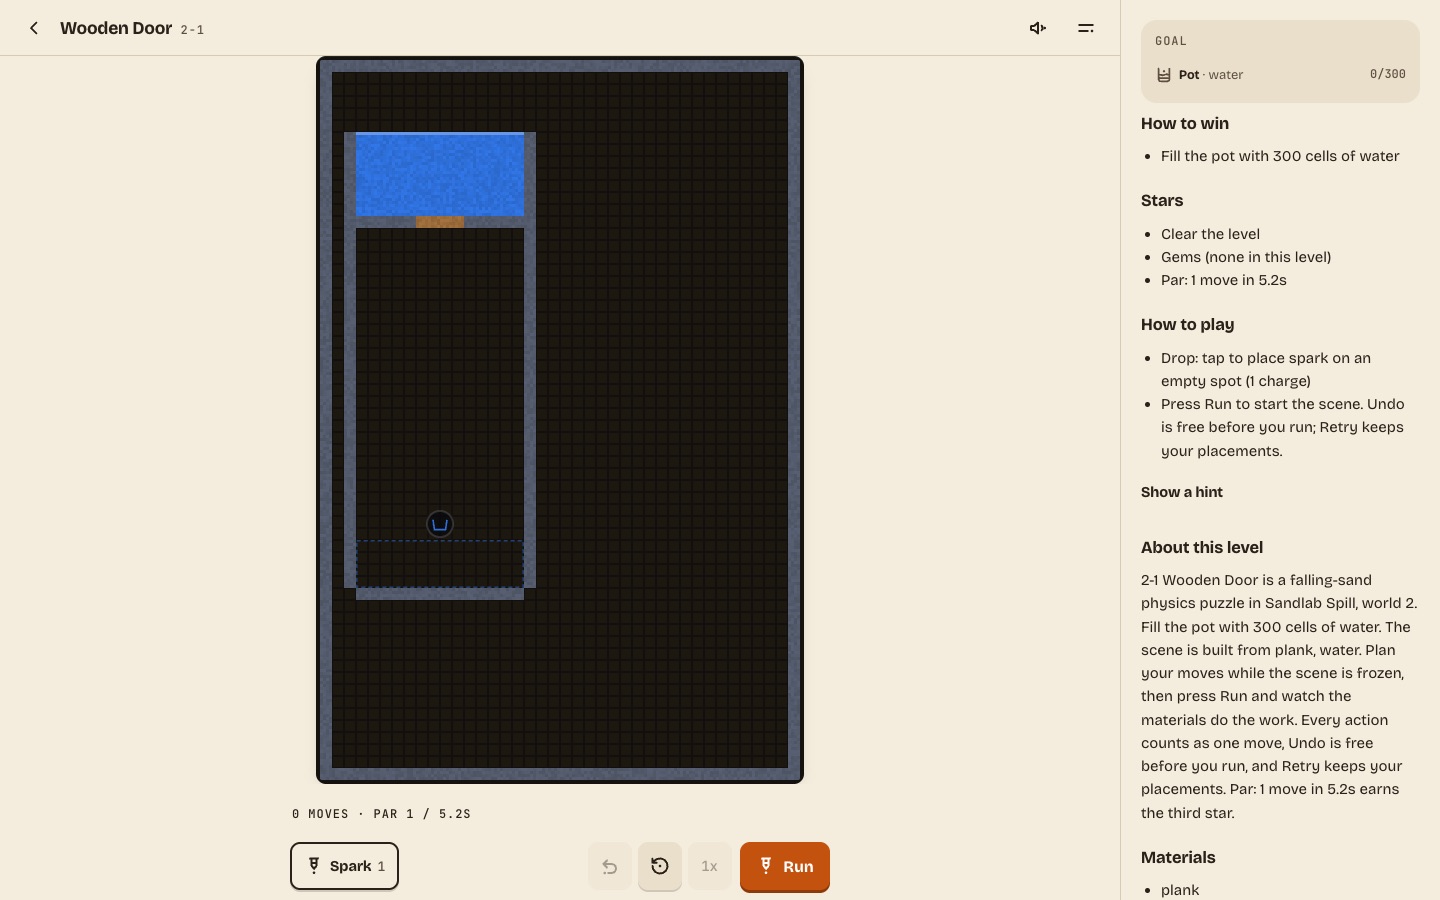 Wooden Door 2-1
GOAL
Pot · water 0/300
How to win
Fill the pot with 300 cells of water
Stars
Clear the level
Gems (none in this level)
Par: 1 move in 5.2s
How to play
Drop: tap to place spark on an
empty spot (1 charge)
Press Run to start the scene. Undo
is free before you run; Retry keeps
your placements.
Show a hint
About this level
2-1 Wooden Door is a falling-sand
physics puzzle in Sandlab Spill, world 2.
Fill the pot with 300 cells of water. The
scene is built from plank, water. Plan
your moves while the scene is frozen,
then press Run and watch the
materials do the work. Every action
counts as one move, Undo is free
before you run, and Retry keeps your
placements. Par: 1 move in 5.2s earns
the third star.
Materials
plank
0 MOVES · PAR 1 / 5.2S
Spark 1
1x
Run